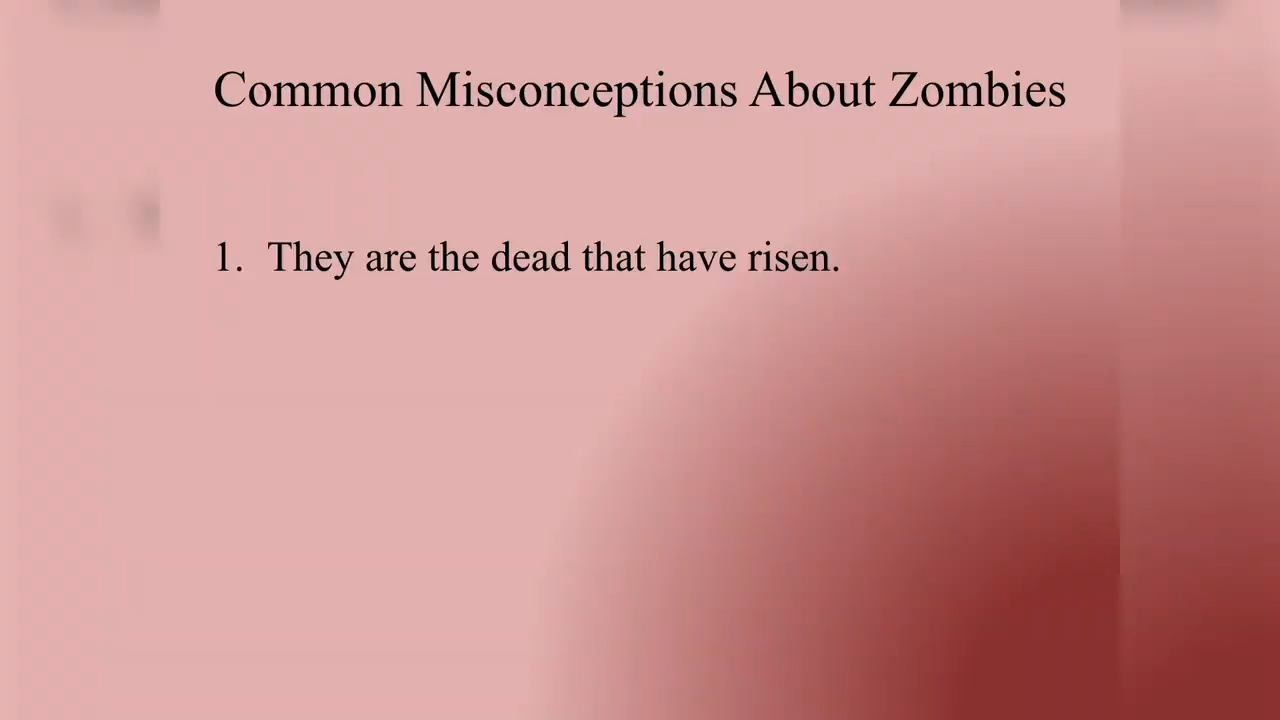 Common Misconceptions About Zombies
1. They are the dead that have risen.